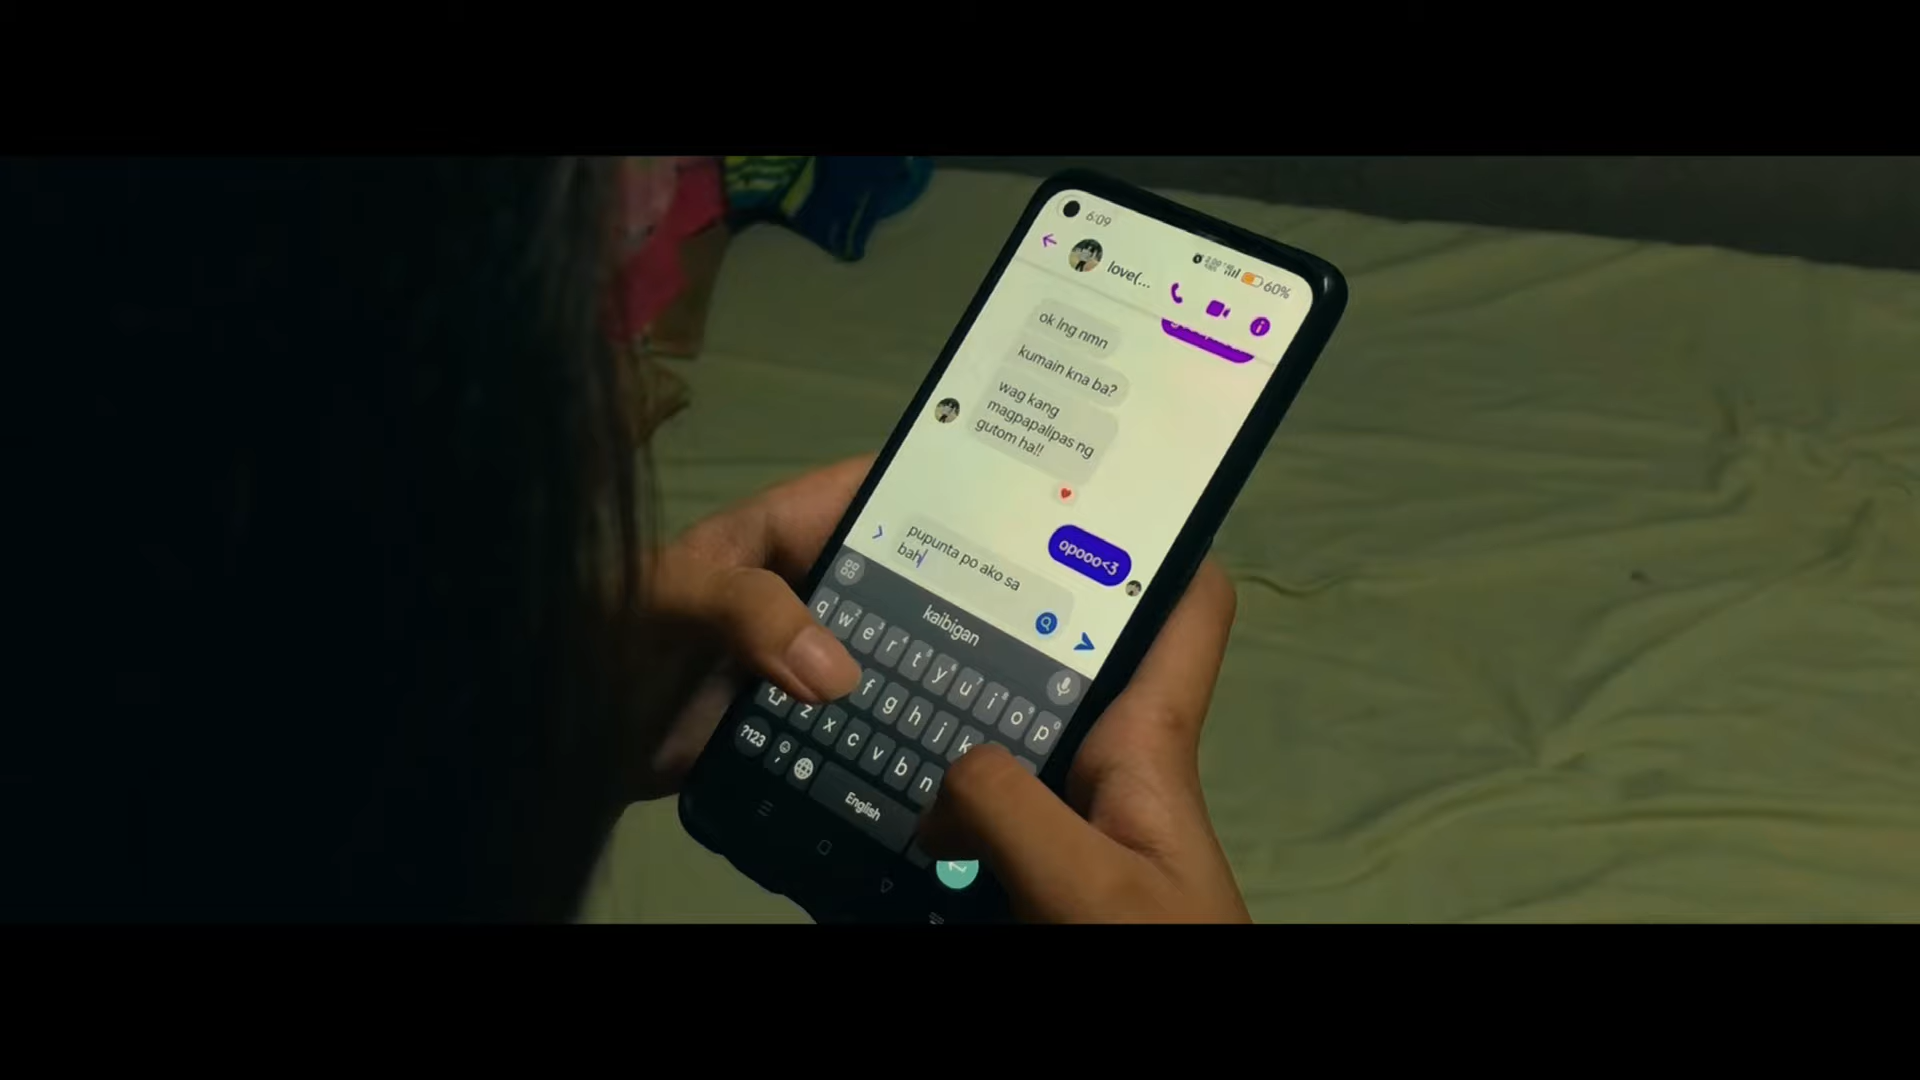 6:09
60%
love(...
ok lng nmn
kumain kna ba?
wag kang
magpapalipas ng
gutom ha!!
opooo<3
pupunta po ako sa
bah
kaibigan
q w e r t y u i o p
f g h j k
z x c v b n
?123
English